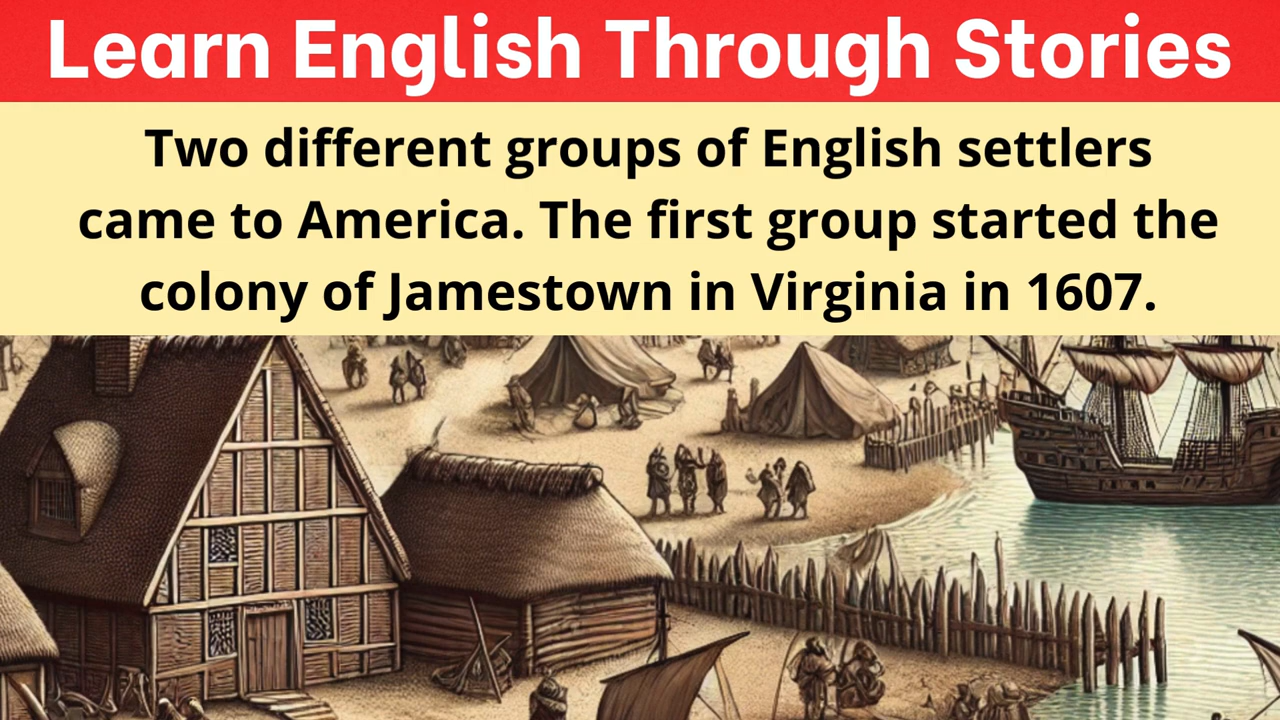 Learn English Through Stories
Two different groups of English settlers
came to America. The first group started the
colony of Jamestown in Virginia in 1607.